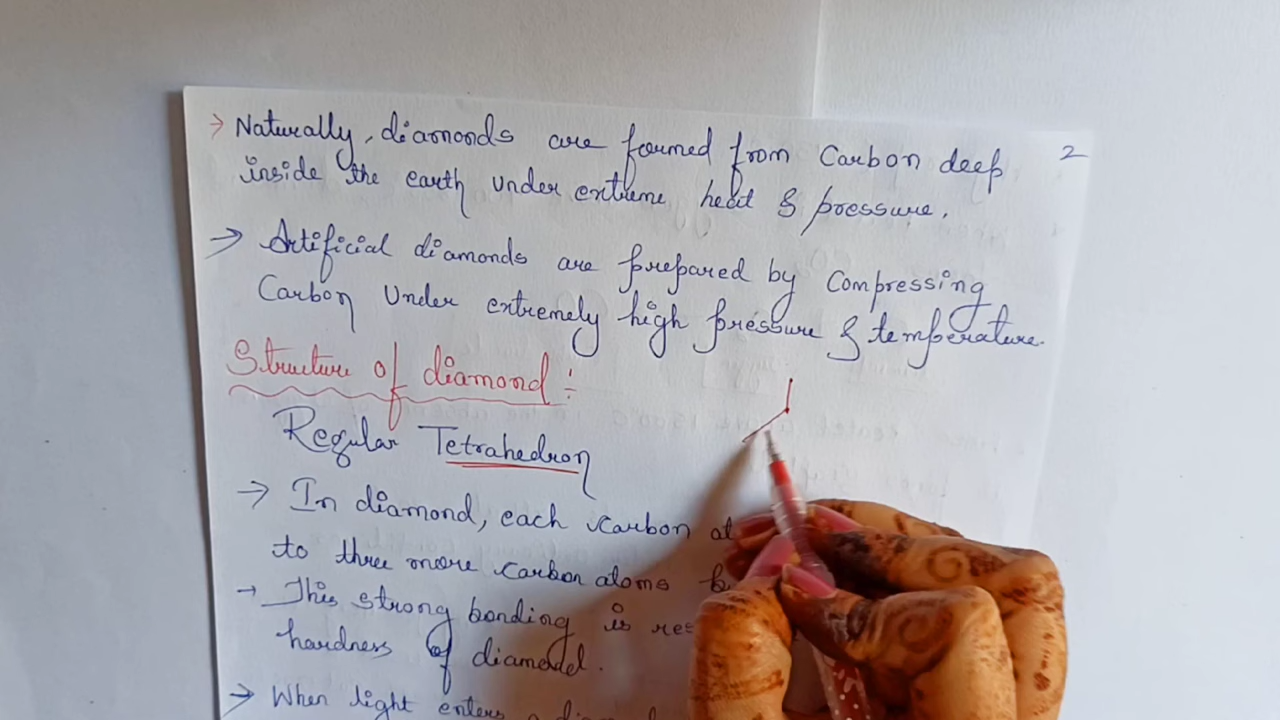 2
→ Naturally, diamonds are formed from Carbon deep
inside the earth under extreme heat & pressure.
→ Artificial diamonds are prepared by Compressing
Carbon Under extremely high pressure & temperature.
Structure of diamond :-
Regular Tetrahedron
→ In diamond, each carbon at
to three more carbon atoms
→ This strong bonding is res
hardness of diamond.
→ When light enters a